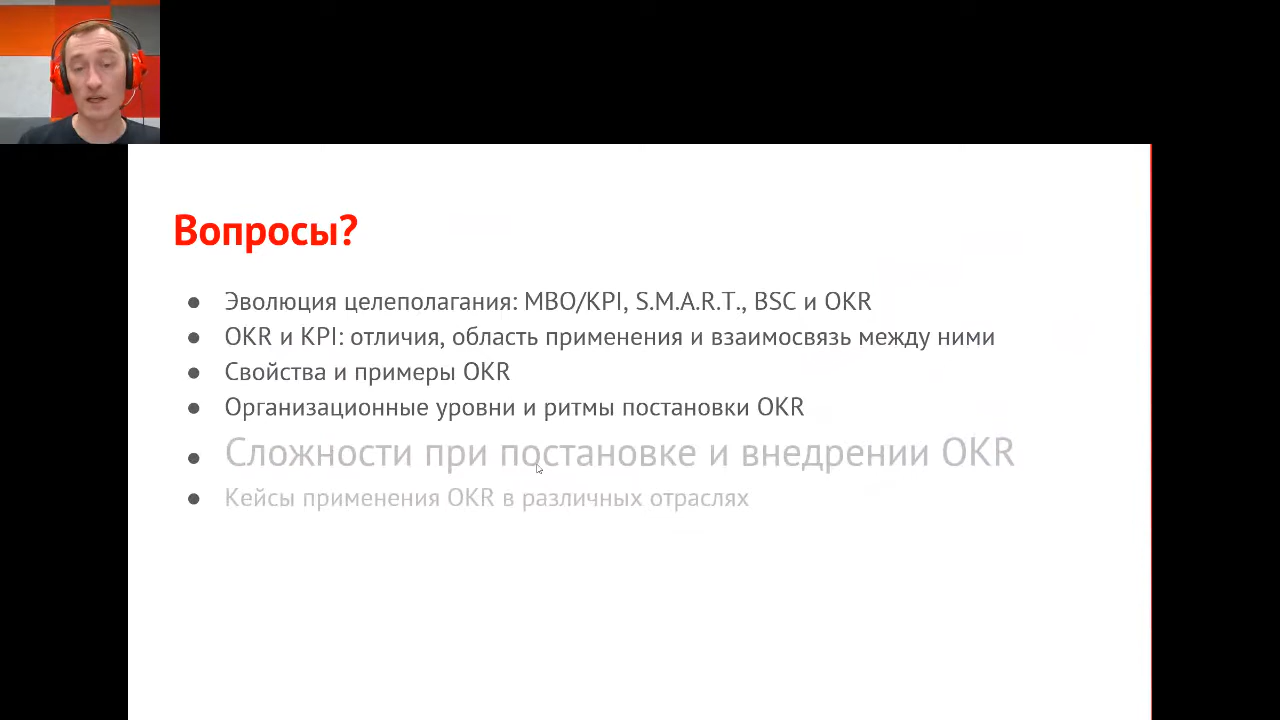 Вопросы?
Эволюция целеполагания: MBO/KPI, S.M.A.R.T., BSC и OKR
OKR и KPI: отличия, область применения и взаимосвязь между ними
Свойства и примеры OKR
Организационные уровни и ритмы постановки OKR
Сложности при постановке и внедрении OKR
Кейсы применения OKR в различных отраслях